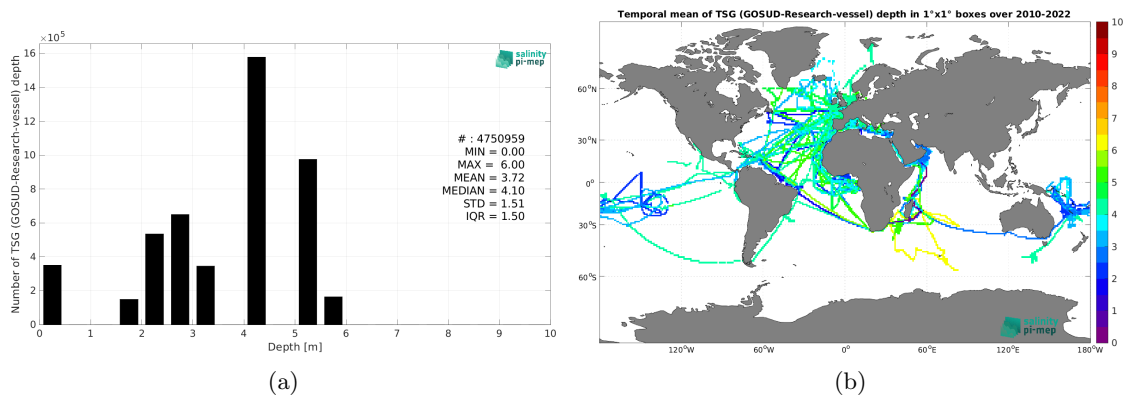 ×10⁵
16
14
12
10
8
6
4
2
0
Number of TSG (GOSUD-Research-vessel) depth
0 1 2 3 4 5 6 7 8 9 10
Depth [m]
salinity
pi-mep
# : 4750959
MIN = 0.00
MAX = 6.00
MEAN = 3.72
MEDIAN = 4.10
STD = 1.51
IQR = 1.50
(a)
Temporal mean of TSG (GOSUD-Research-vessel) depth in 1°x1° boxes over 2010-2022
60°N
30°N
0°
30°S
60°S
120°W 60°W 0° 60°E 120°E 180°W
salinity
pi-mep
10
9
8
7
6
5
4
3
2
1
0
(b)